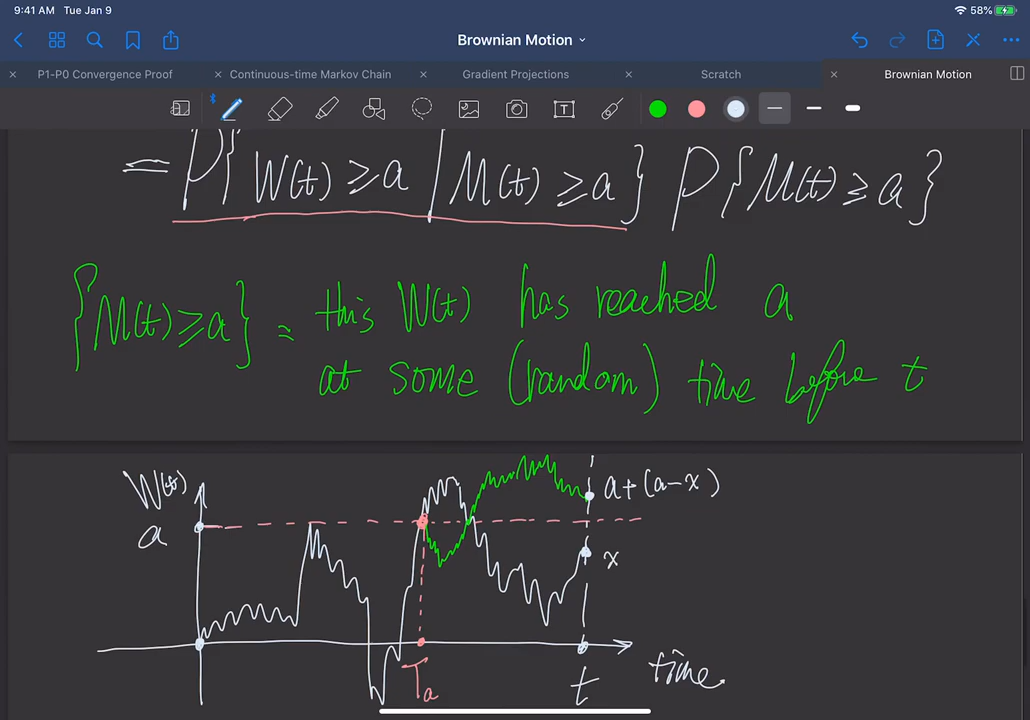 9:41 AM Tue Jan 9
58%
Brownian Motion
P1-P0 Convergence Proof
Continuous-time Markov Chain
Gradient Projections
Scratch
Brownian Motion
= P{ W(t) ≥ a | M(t) ≥ a } P{ M(t) ≥ a }
{ M(t) ≥ a } = this W(t) has reached a
at some (random) time before t
W(t)
a + (a - x)
a
x
time
T_a
t